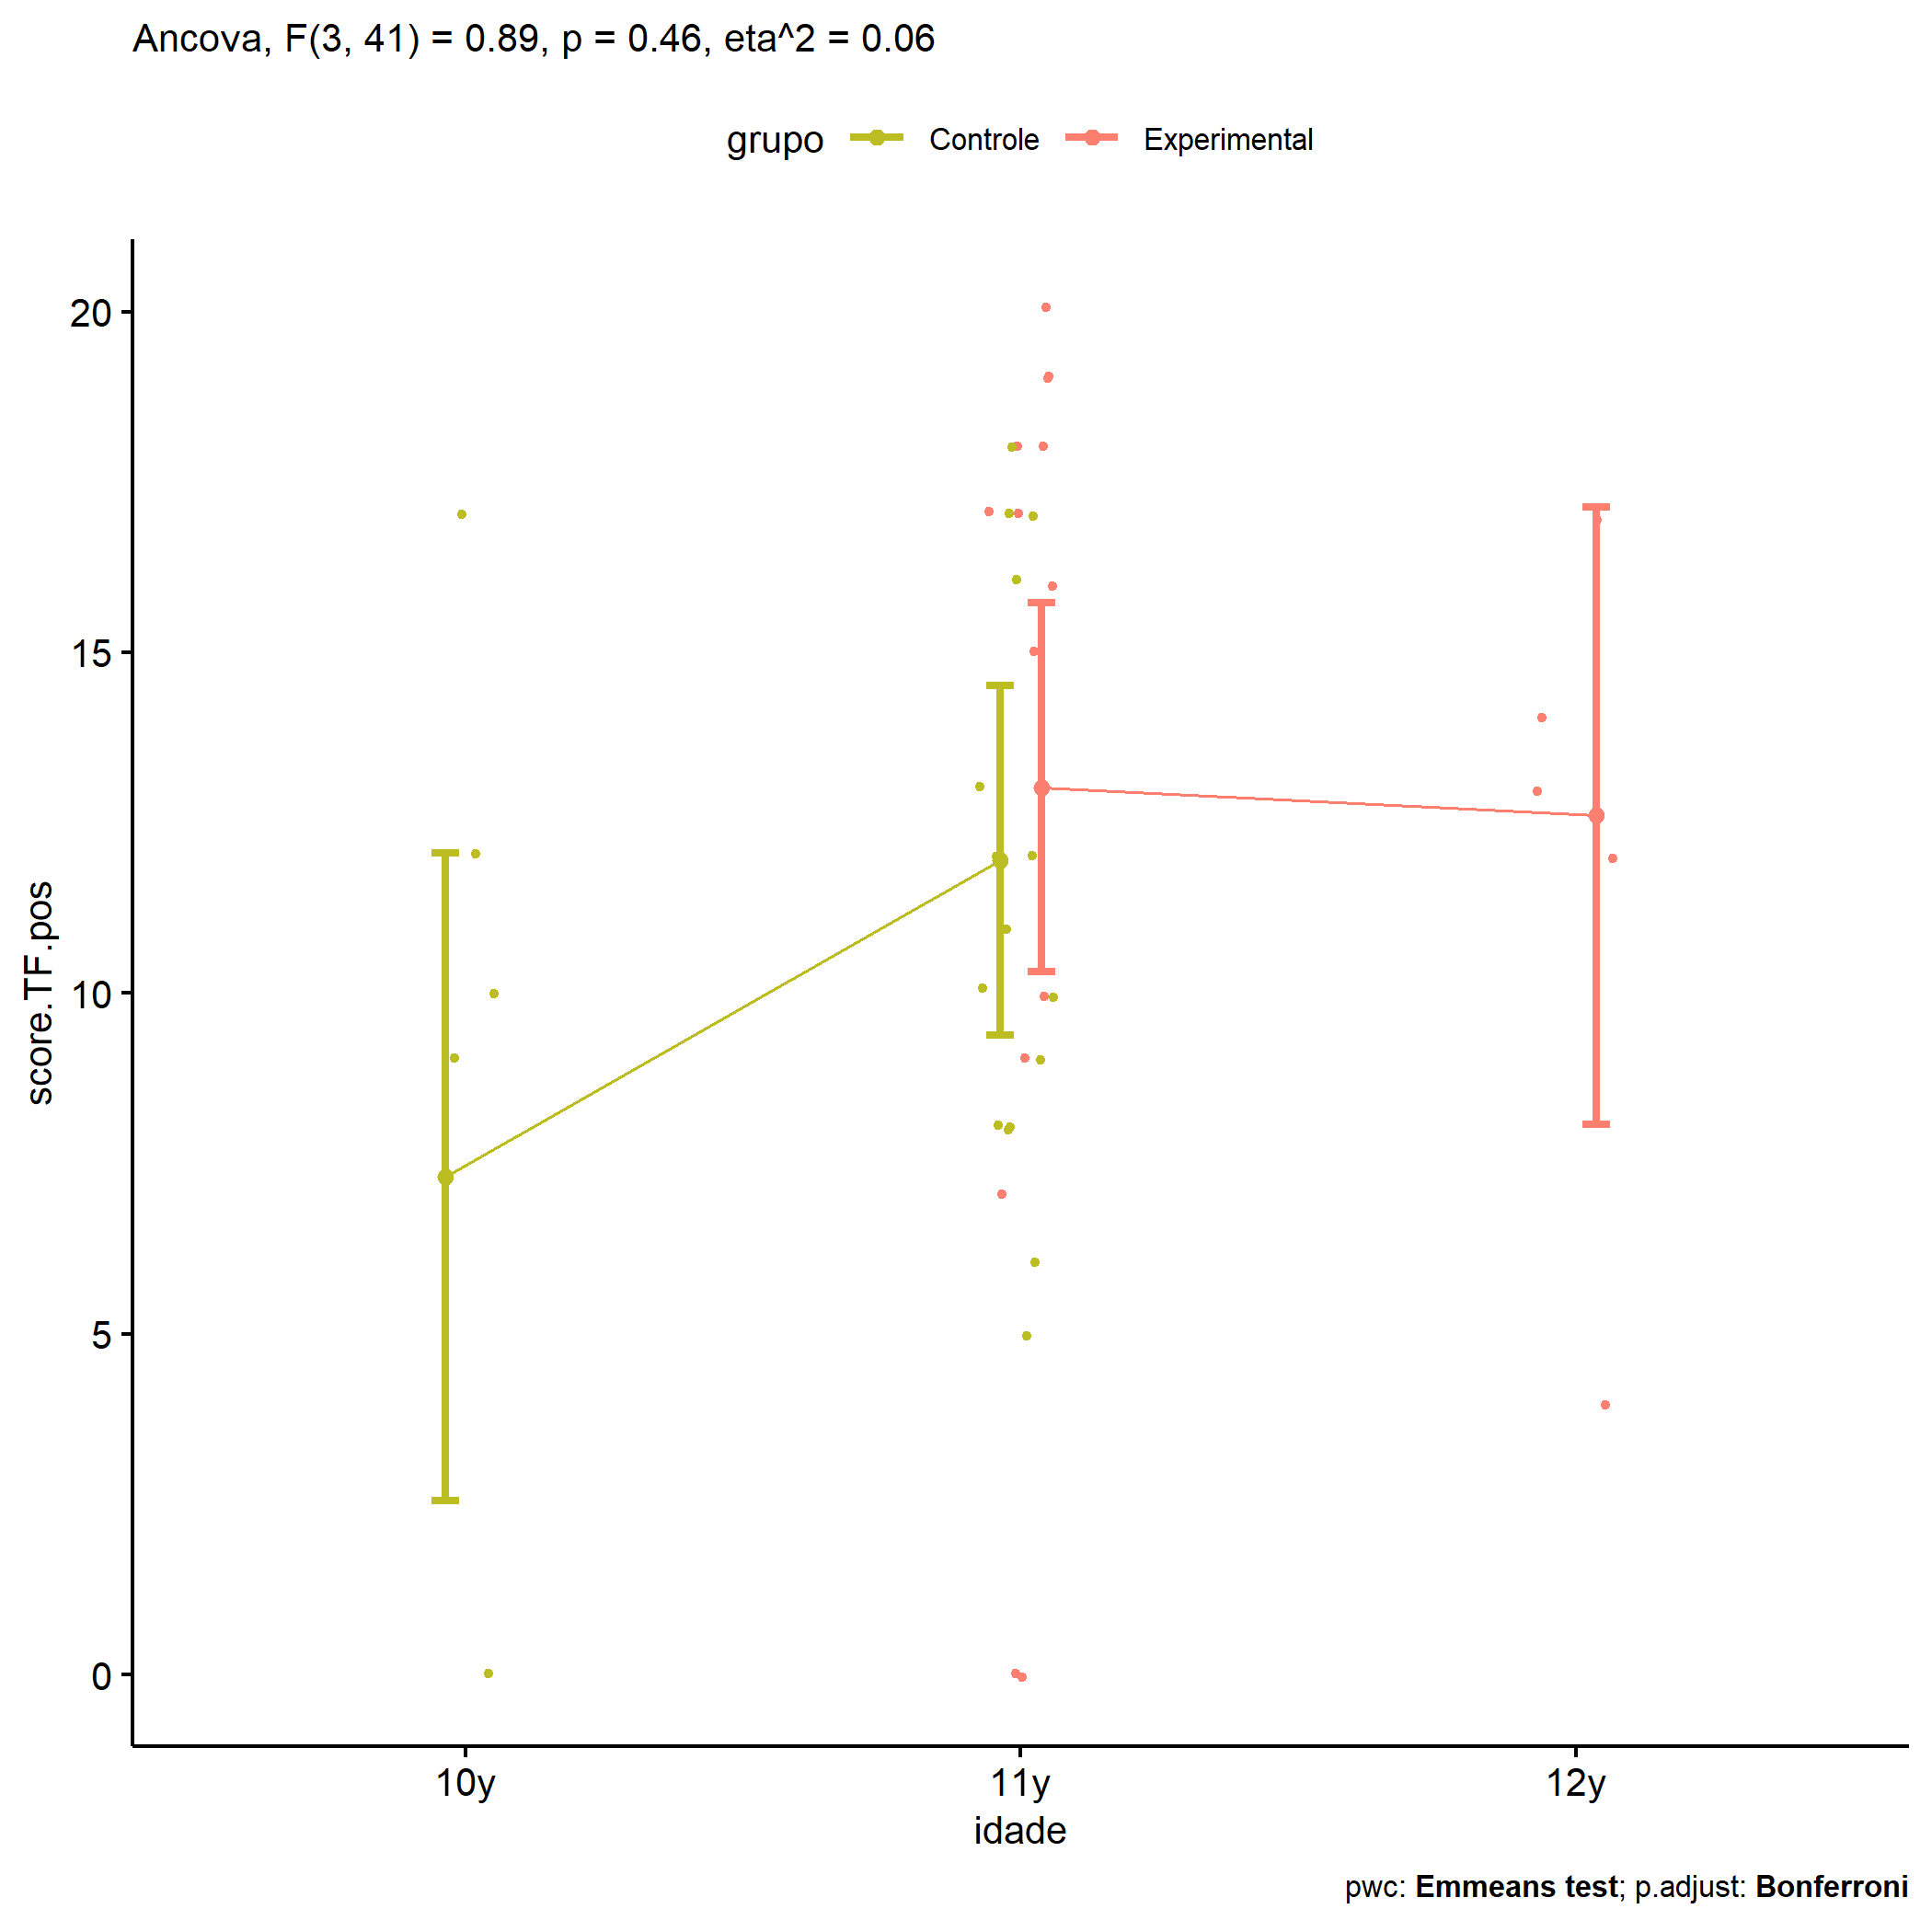 Ancova, F(3, 41) = 0.89, p = 0.46, eta^2 = 0.06
grupo Controle Experimental
20
15
10
5
0
score.TF.pos
10y 11y 12y
idade
pwc: Emmeans test; p.adjust: Bonferroni